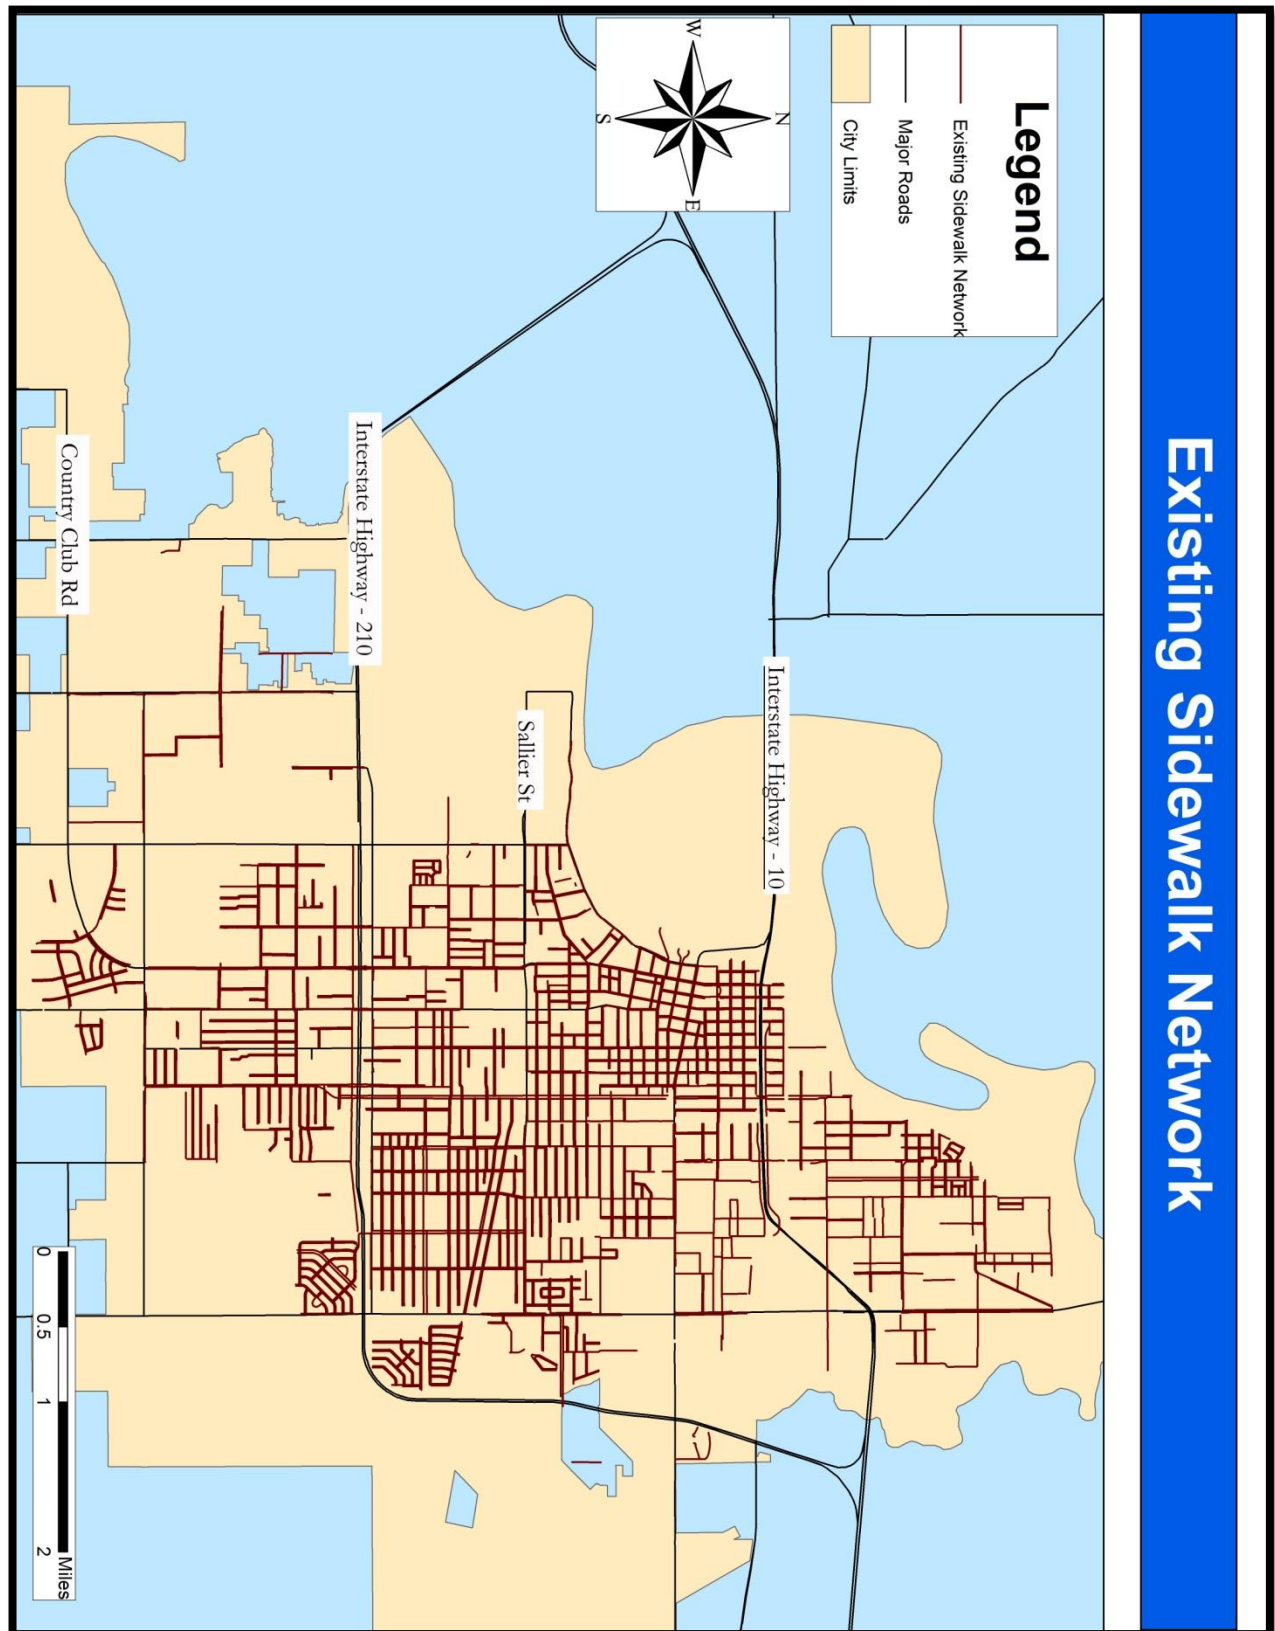 Existing Sidewalk Network
Legend
Existing Sidewalk Network
Major Roads
City Limits
N
W
E
S
Interstate Highway - 10
Sallier St
Interstate Highway - 210
Country Club Rd
0 0.5 1 2
Miles